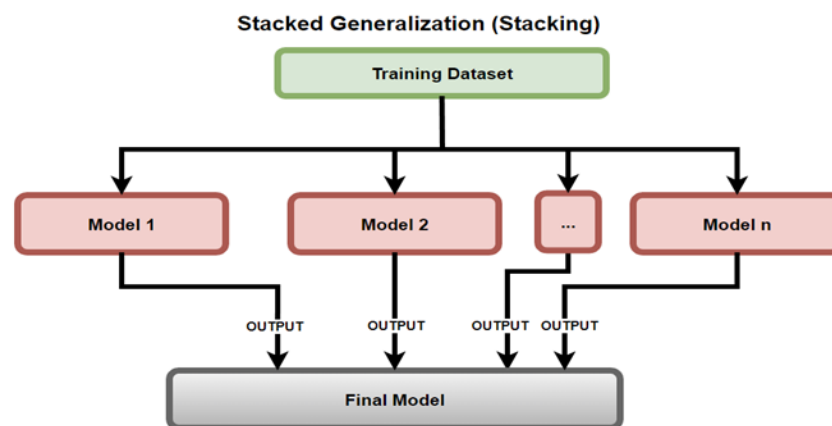 Stacked Generalization (Stacking)
Training Dataset
Model 1
Model 2
...
Model n
OUTPUT
OUTPUT
OUTPUT
OUTPUT
Final Model